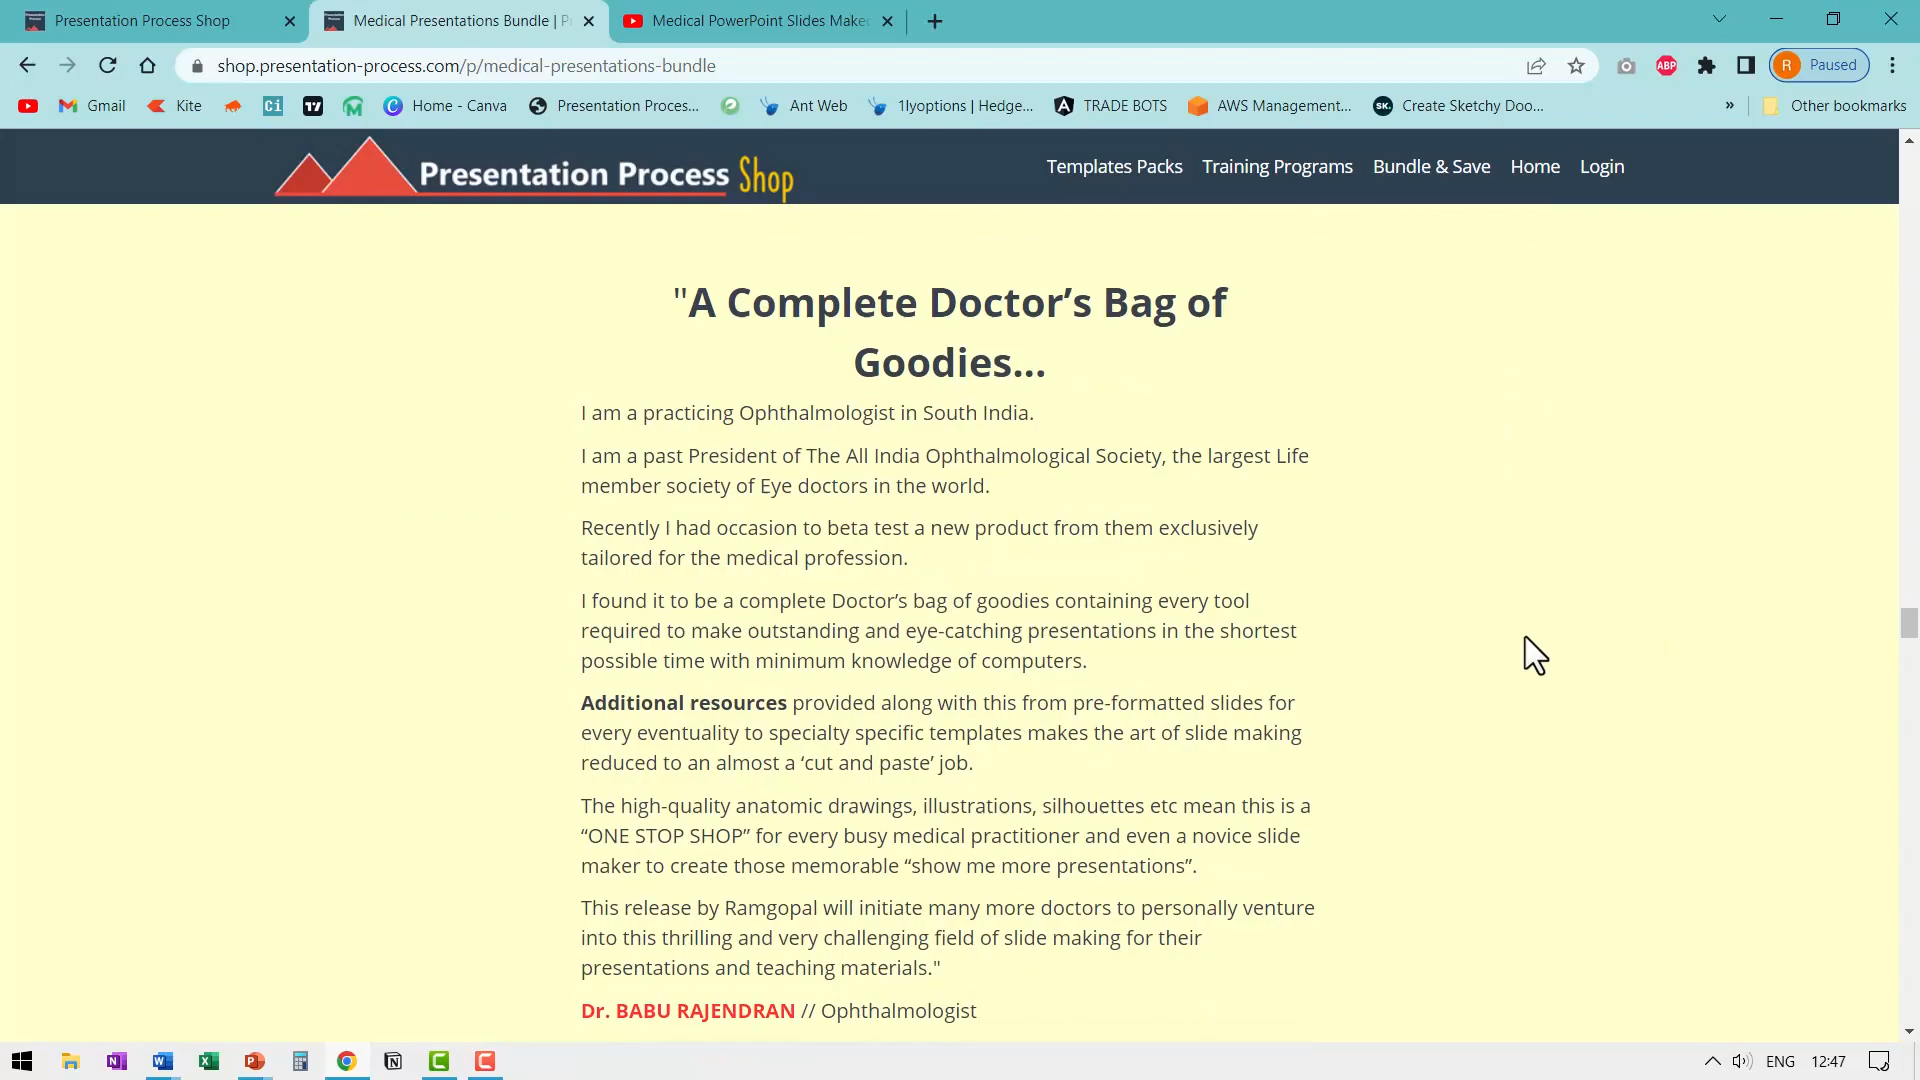 Presentation Process Shop
Medical Presentations Bundle | P
Medical PowerPoint Slides Make
shop.presentation-process.com/p/medical-presentations-bundle
ABP
R Paused
Gmail
Kite
Ci
Home - Canva
Presentation Proces...
Ant Web
1lyoptions | Hedge...
TRADE BOTS
AWS Management...
SK.
Create Sketchy Doo...
»
Other bookmarks
Presentation Process Shop
Templates Packs
Training Programs
Bundle & Save
Home
Login
"A Complete Doctor’s Bag of
Goodies...
I am a practicing Ophthalmologist in South India.
I am a past President of The All India Ophthalmological Society, the largest Life
member society of Eye doctors in the world.
Recently I had occasion to beta test a new product from them exclusively
tailored for the medical profession.
I found it to be a complete Doctor’s bag of goodies containing every tool
required to make outstanding and eye-catching presentations in the shortest
possible time with minimum knowledge of computers.
Additional resources provided along with this from pre-formatted slides for
every eventuality to specialty specific templates makes the art of slide making
reduced to an almost a ‘cut and paste’ job.
The high-quality anatomic drawings, illustrations, silhouettes etc mean this is a
“ONE STOP SHOP” for every busy medical practitioner and even a novice slide
maker to create those memorable “show me more presentations”.
This release by Ramgopal will initiate many more doctors to personally venture
into this thrilling and very challenging field of slide making for their
presentations and teaching materials."
Dr. BABU RAJENDRAN // Ophthalmologist
ENG
12:47